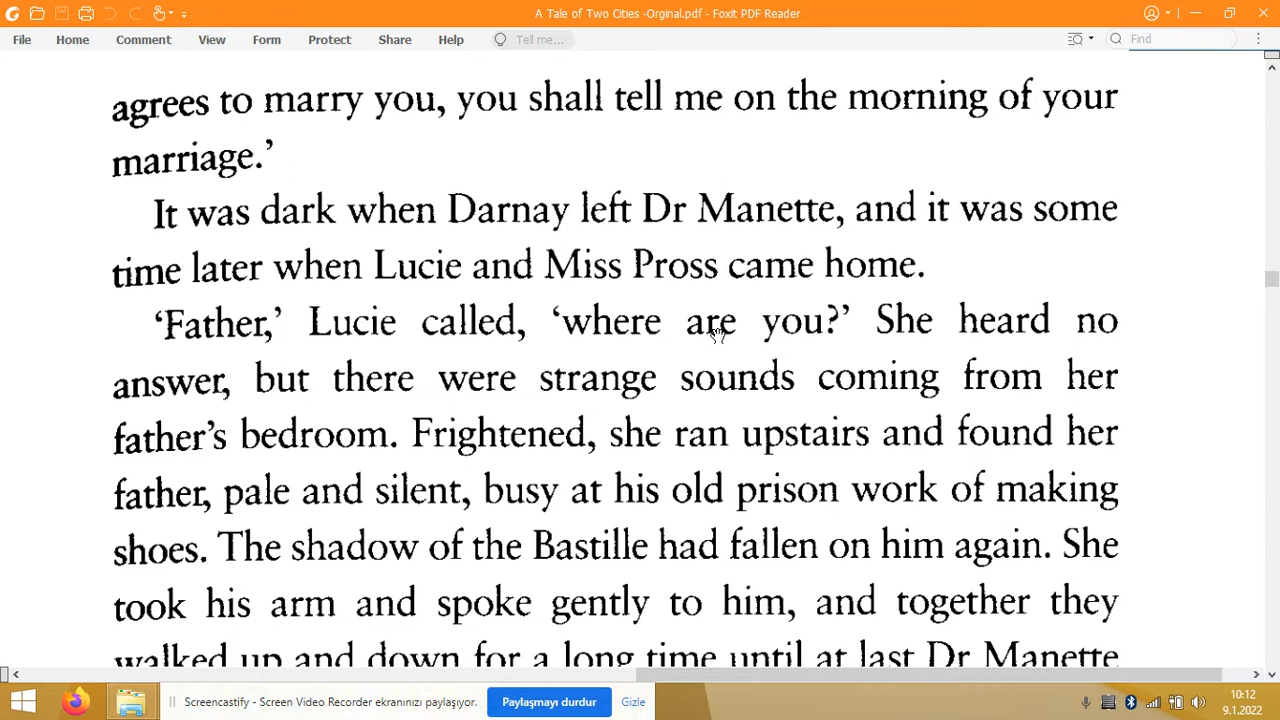 A Tale of Two Cities -Orginal.pdf - Foxit PDF Reader
File Home Comment View Form Protect Share Help Tell me... Find
agrees to marry you, you shall tell me on the morning of your
marriage.’
It was dark when Darnay left Dr Manette, and it was some
time later when Lucie and Miss Pross came home.
‘Father,’ Lucie called, ‘where are you?’ She heard no
answer, but there were strange sounds coming from her
father’s bedroom. Frightened, she ran upstairs and found her
father, pale and silent, busy at his old prison work of making
shoes. The shadow of the Bastille had fallen on him again. She
took his arm and spoke gently to him, and together they
walked up and down for a long time until at last Dr Manette
Screencastify - Screen Video Recorder ekranınızı paylaşıyor. Paylaşmayı durdur Gizle
10:12
9.1.2022